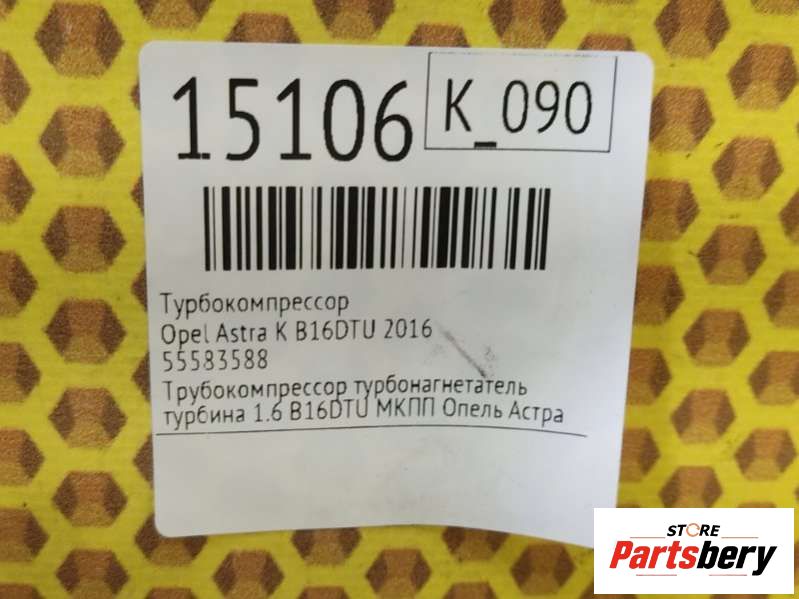 15106
K_090
Турбокомпрессор
Opel Astra K B16DTU 2016
55583588
Трубокомпрессор турбонагнетатель
турбина 1.6 B16DTU МКПП Опель Астра
STORE
Partsbery